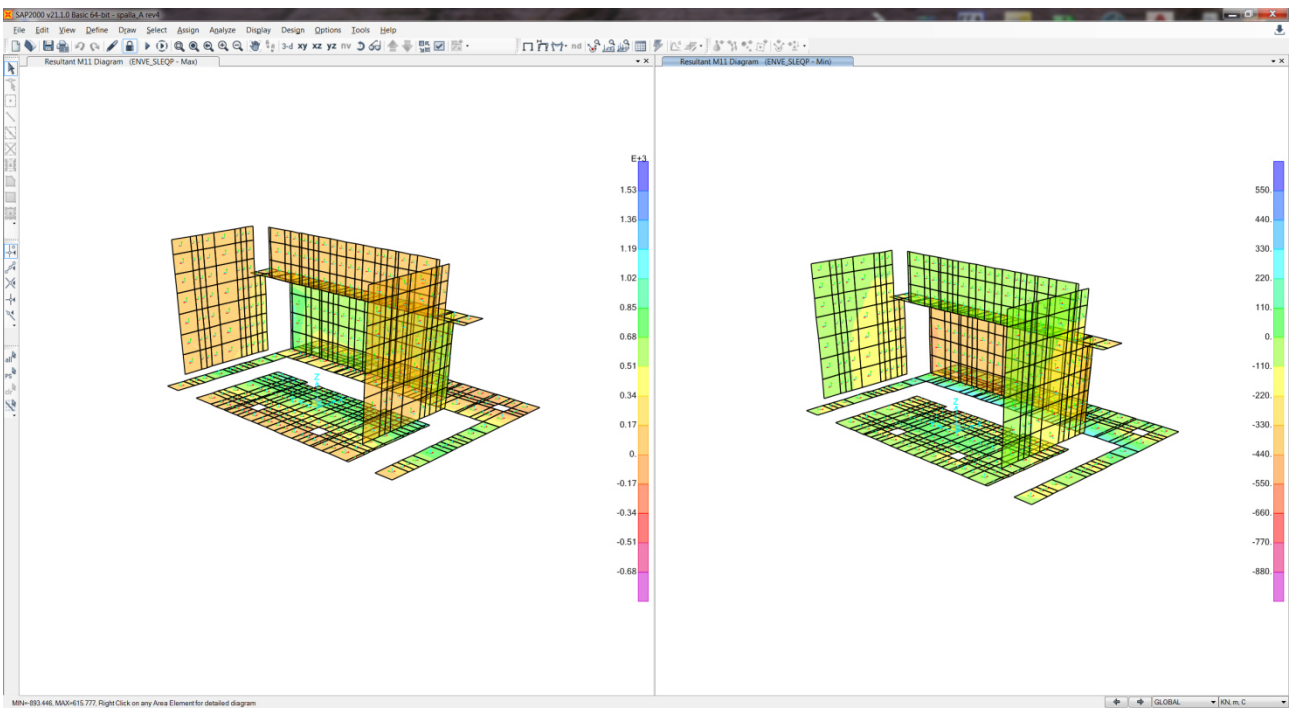 SAP2000 v21.1.0 Basic 64-bit - spalla_A rev4
File Edit View Define Draw Select Assign Analyze Display Design Options Tools Help
3-d xy xz yz nv
nd
Resultant M11 Diagram (ENVE_SLEQP - Max)
Resultant M11 Diagram (ENVE_SLEQP - Min)
E+3
1.53
1.36
1.19
1.02
0.85
0.68
0.51
0.34
0.17
0.
-0.17
-0.34
-0.51
-0.68
Z
550.
440.
330.
220.
110.
0.
-110.
-220.
-330.
-440.
-550.
-660.
-770.
-880.
Z
MIN=-893.446, MAX=615.777, Right Click on any Area Element for detailed diagram
GLOBAL
KN, m, C